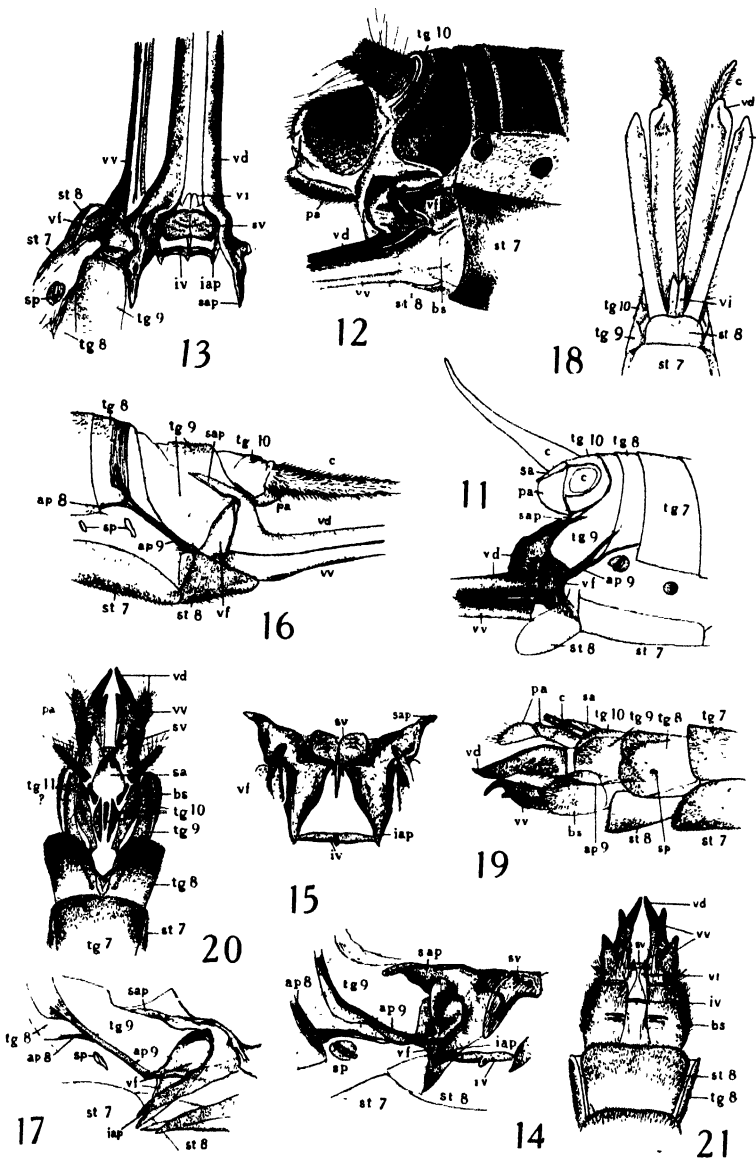 vv
vd
st 8
vf
v1
sv
st 7
sp
iv
iap
sap
tg 9
tg 8
13
tg 10
pa
vf
vd
st 7
vv
st 8
bs
12
c
vd
tg 10
vi
tg 9
st 8
st 7
18
tg 8
tg 9
sap
tg 10
c
ap 8
pa
sp
vd
ap 9
vv
st 7
st 8
vf
16
c
tg 10
tg 8
sa
c
pa
11
sap
tg 7
tg 9
vd
vf
ap 9
vv
st 8
st 7
vd
pa
vv
sv
sa
tg 11
?
bs
tg 10
tg 9
tg 8
st 7
tg 7
20
sv
sap
vf
iap
iv
15
pa
c
sa
tg 10
tg 9
tg 8
tg 7
vd
vv
bs
ap 9
st 8
sp
st 7
19
sap
tg 9
tg 8
ap 8
sp
ap 9
vf
st 7
iap
st 8
17
sap
sv
ap 8
tg 9
ap 9
vf
iap
sp
iv
st 7
st 8
14
vd
vv
sv
v1
iv
bs
st 8
tg 8
21